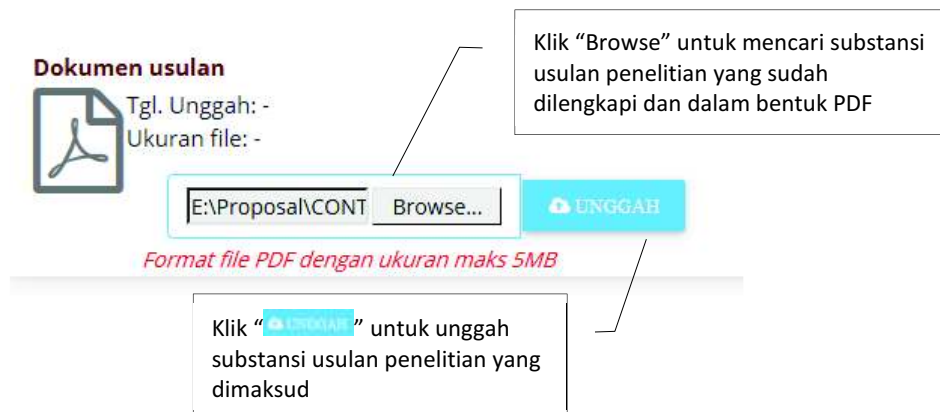 Klik “Browse” untuk mencari substansi
usulan penelitian yang sudah
dilengkapi dan dalam bentuk PDF
Dokumen usulan
Tgl. Unggah: -
Ukuran file: -
E:\Proposal\CONT
Browse...
UNGGAH
Format file PDF dengan ukuran maks 5MB
Klik “UNGGAH” untuk unggah
substansi usulan penelitian yang
dimaksud